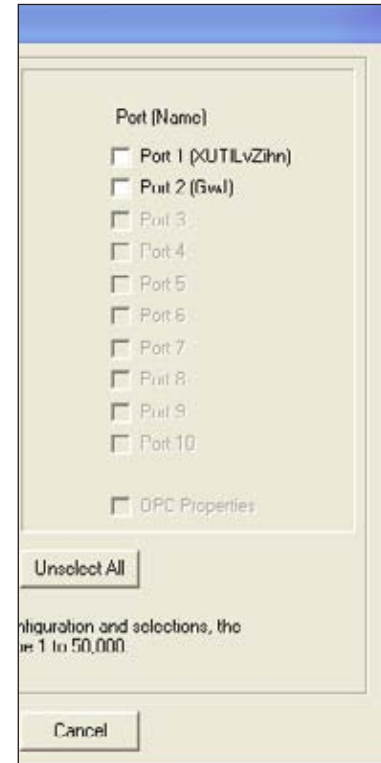 Port (Name)
Port 1 (XUTILvZihn)
Port 2 (GwJ)
Port 3
Port 4
Port 5
Port 6
Port 7
Port 8
Port 9
Port 10
OPC Properties
Unselect All
nfiguration and selections, the
ge 1 to 50,000.
Cancel